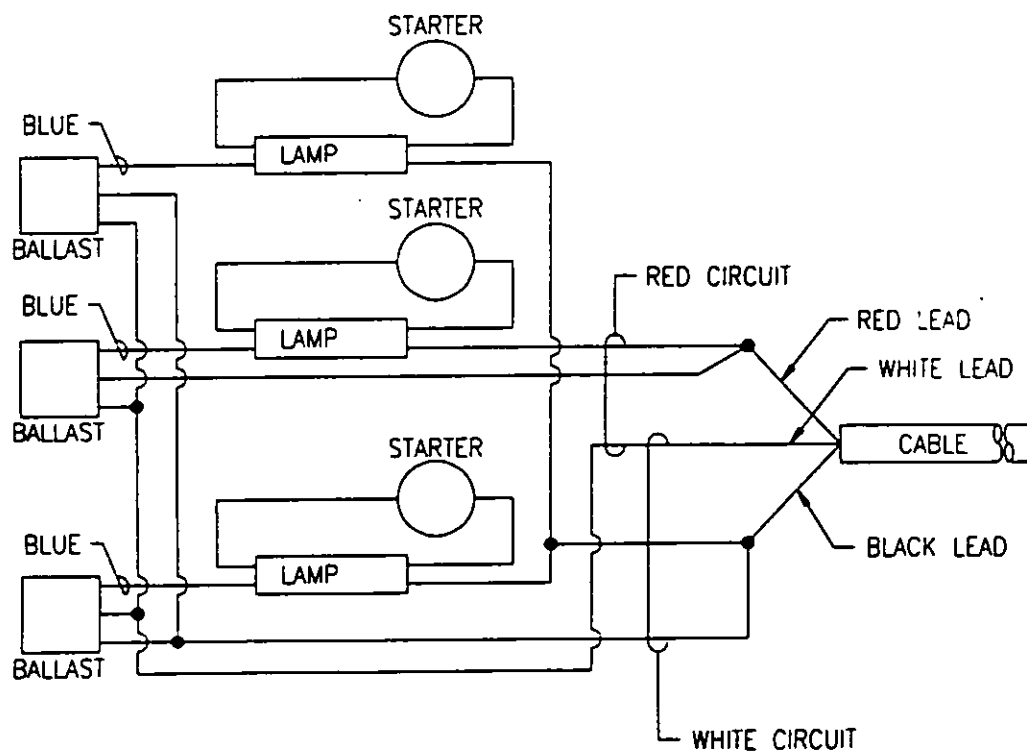 STARTER
BLUE
LAMP
BALLAST
STARTER
BLUE
LAMP
BALLAST
RED CIRCUIT
RED LEAD
WHITE LEAD
CABLE
STARTER
BLUE
LAMP
BALLAST
BLACK LEAD
WHITE CIRCUIT